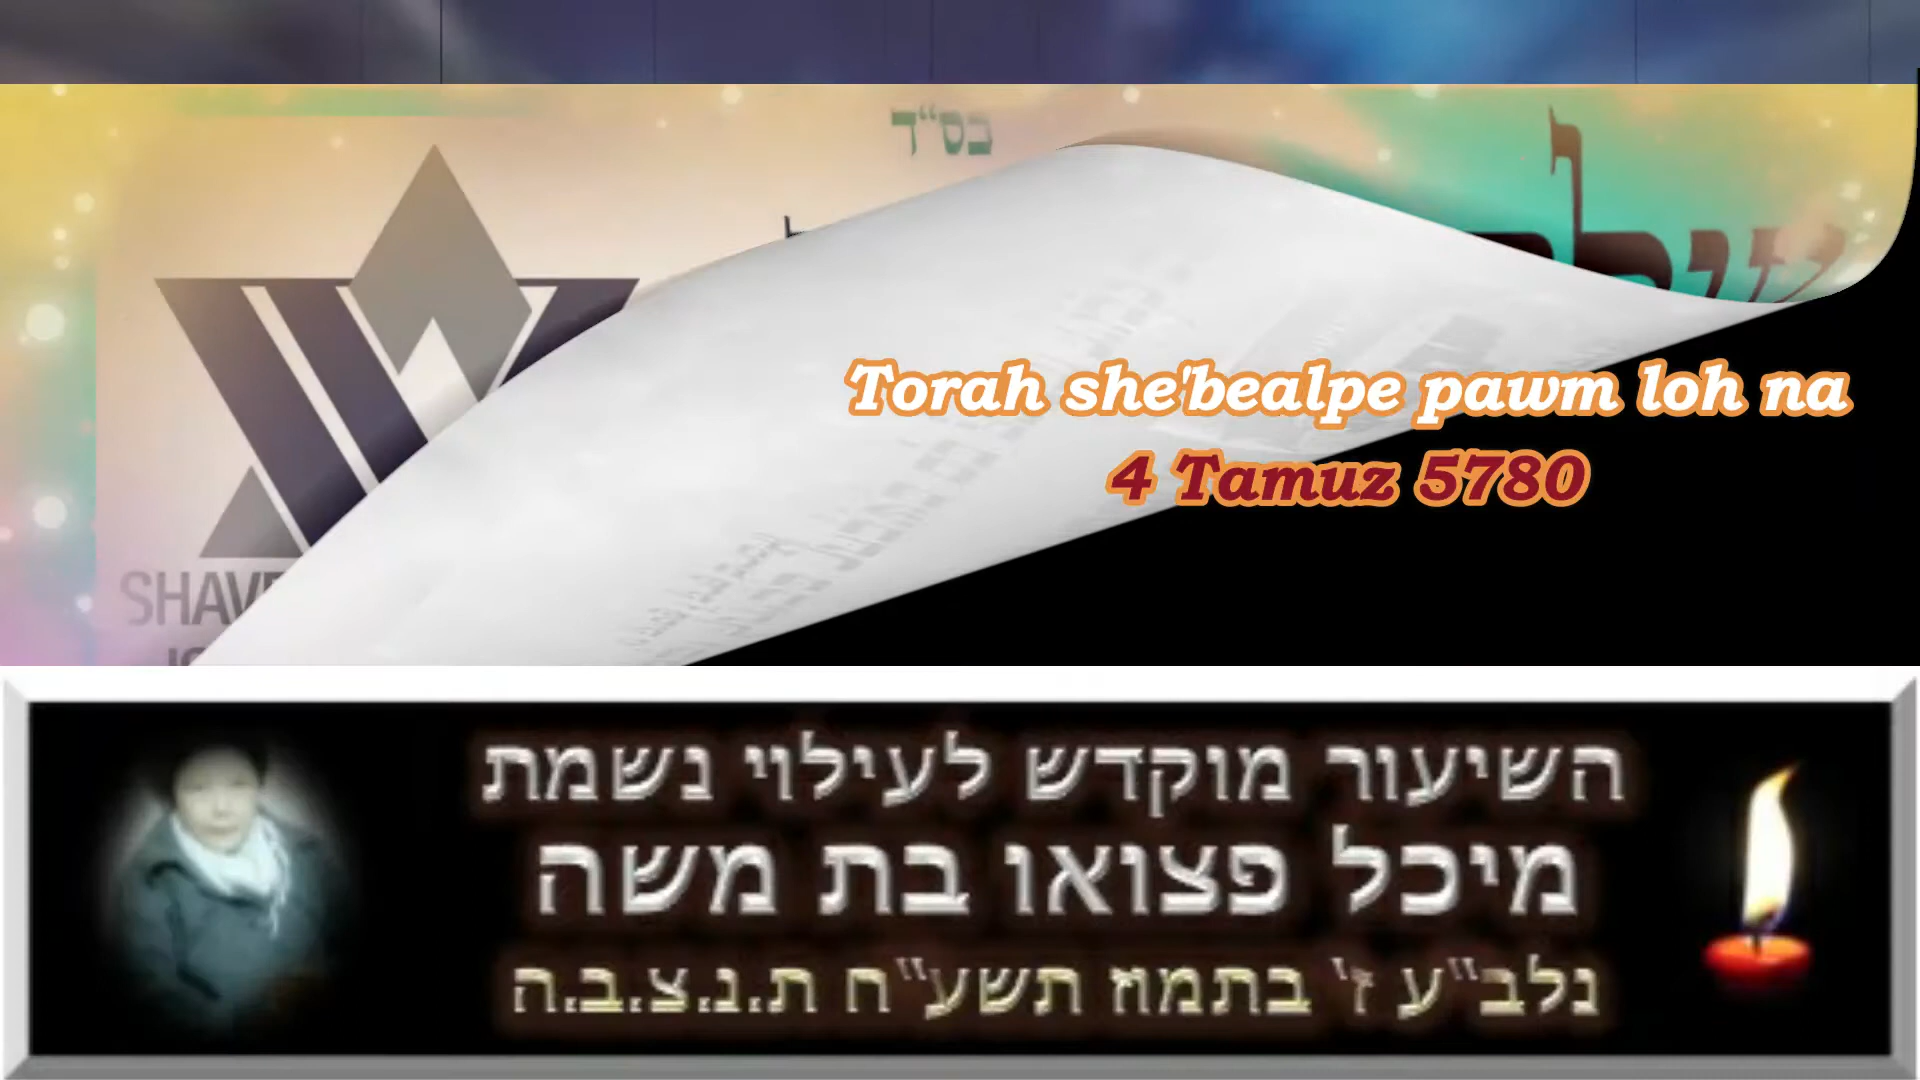 בס"ד
Torah she'bealpe pawm loh na
4 Tamuz 5780
השיעור מוקדש לעילוי נשמת
מיכל פצואו בת משה
נלב"ע ז' בתמוז תשע"ח ת.נ.צ.ב.ה